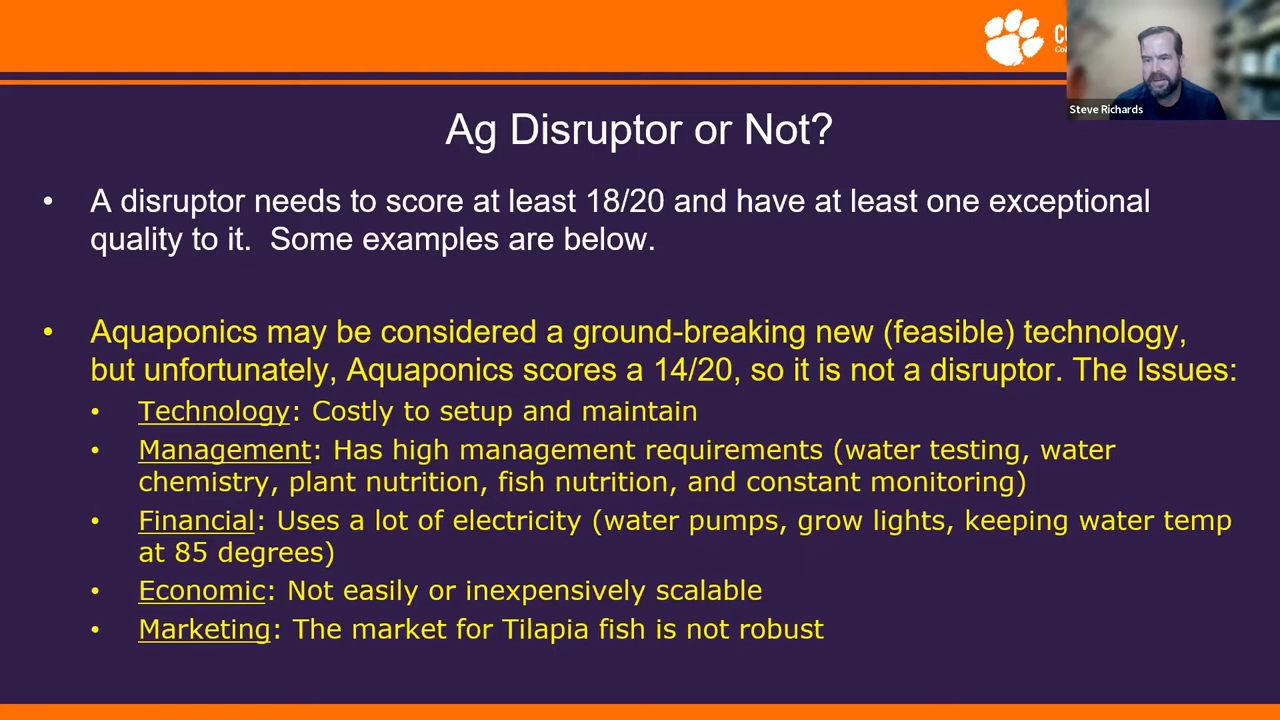 Steve Richards
Ag Disruptor or Not?
• A disruptor needs to score at least 18/20 and have at least one exceptional
quality to it. Some examples are below.
• Aquaponics may be considered a ground-breaking new (feasible) technology,
but unfortunately, Aquaponics scores a 14/20, so it is not a disruptor. The Issues:
• Technology: Costly to setup and maintain
• Management: Has high management requirements (water testing, water
chemistry, plant nutrition, fish nutrition, and constant monitoring)
• Financial: Uses a lot of electricity (water pumps, grow lights, keeping water temp
at 85 degrees)
• Economic: Not easily or inexpensively scalable
• Marketing: The market for Tilapia fish is not robust